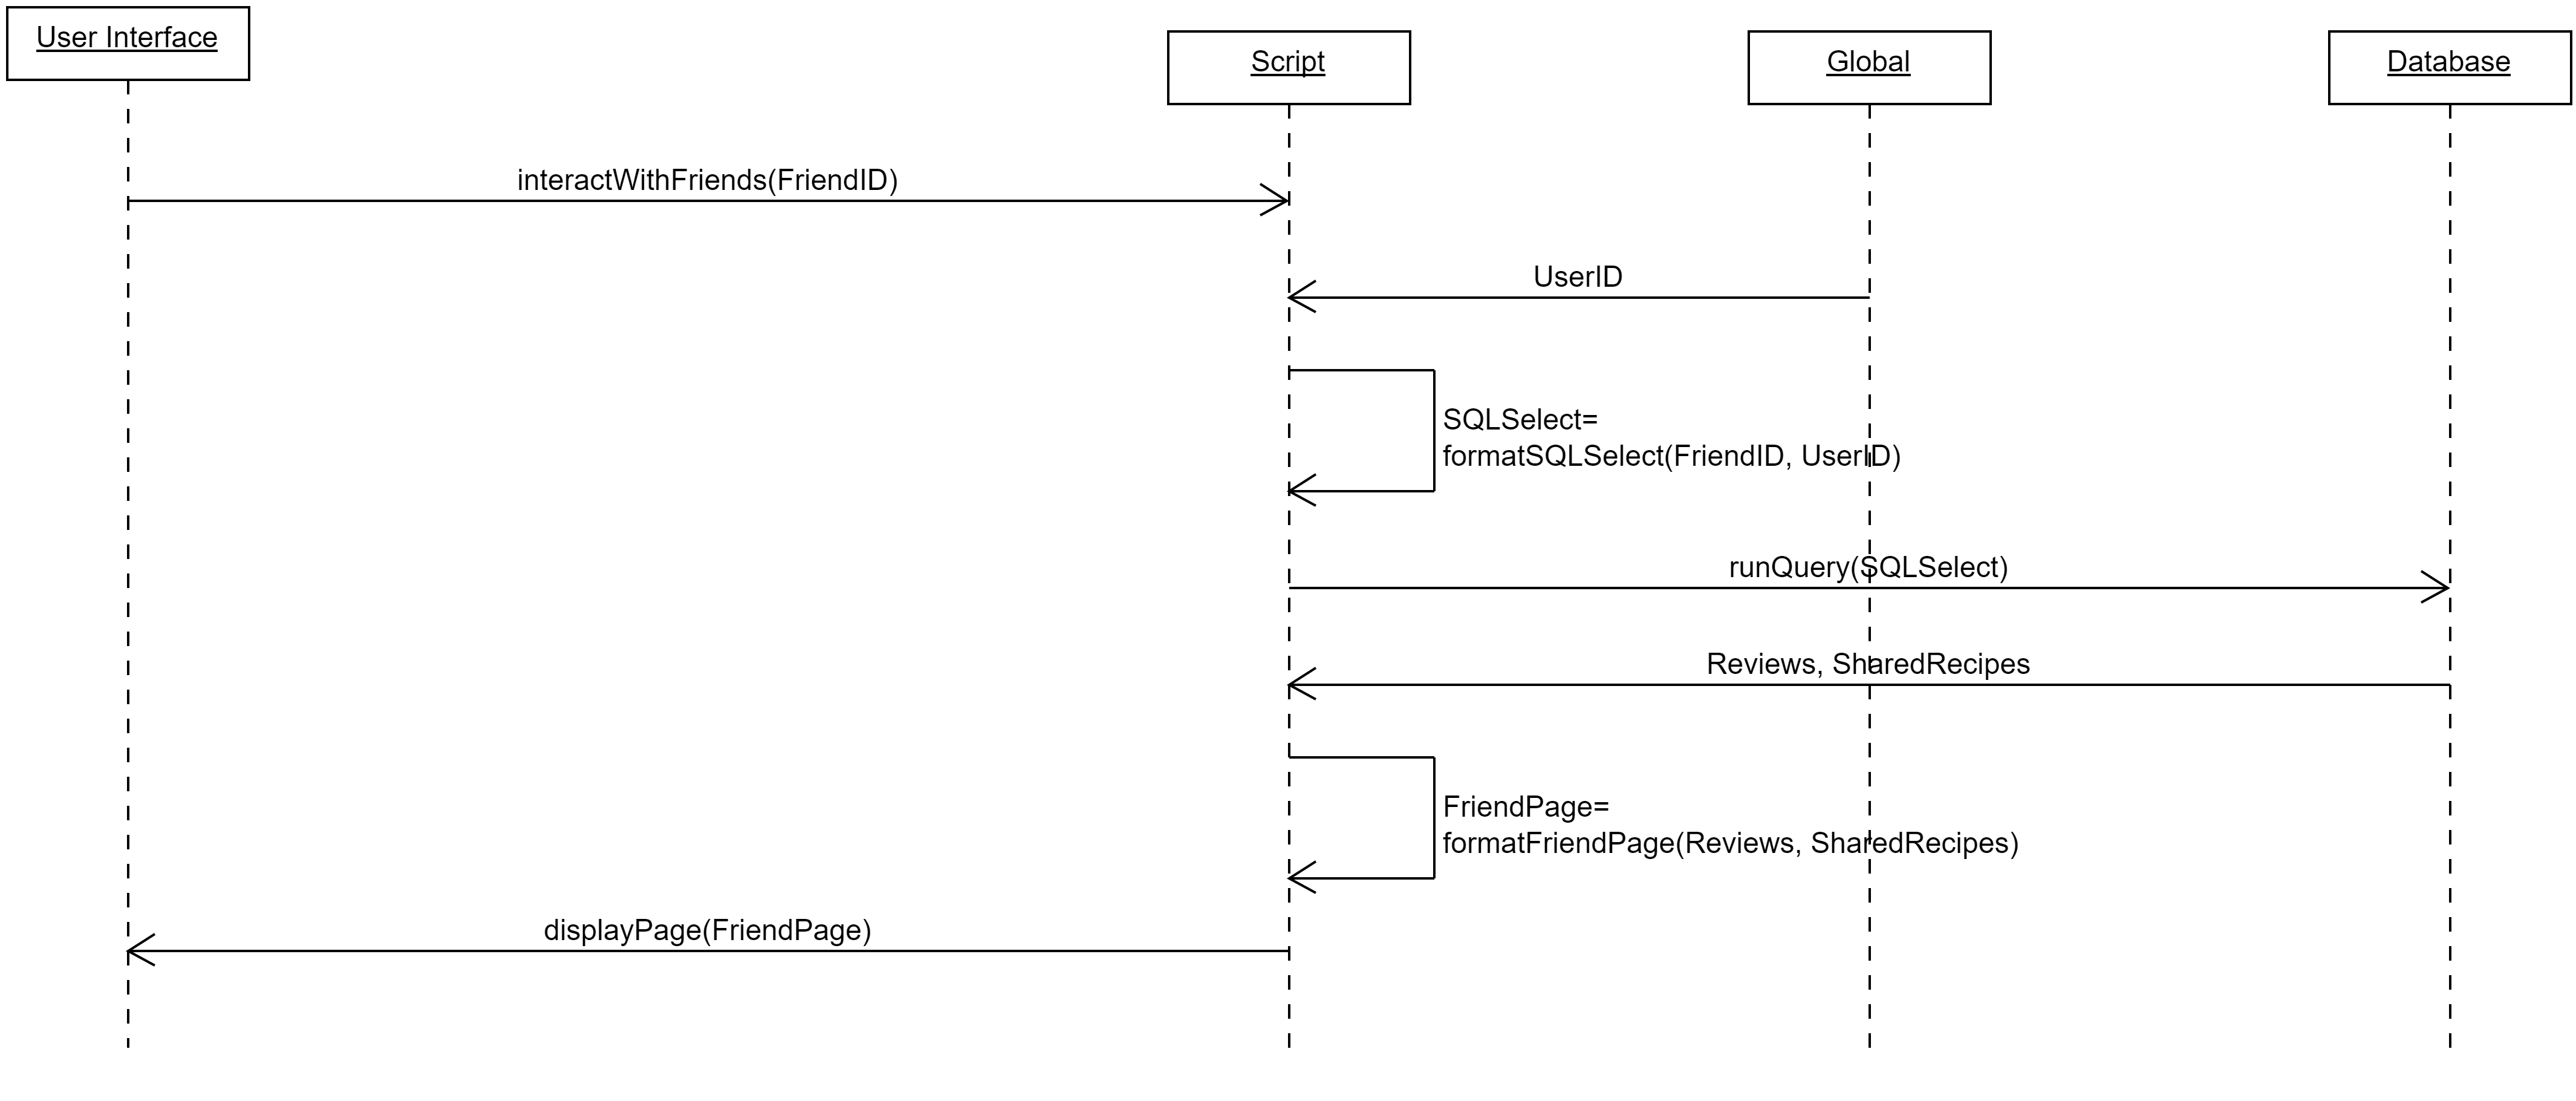 User Interface
Script
Global
Database
interactWithFriends(FriendID)
UserID
SQLSelect=
formatSQLSelect(FriendID, UserID)
runQuery(SQLSelect)
Reviews, SharedRecipes
FriendPage=
formatFriendPage(Reviews, SharedRecipes)
displayPage(FriendPage)